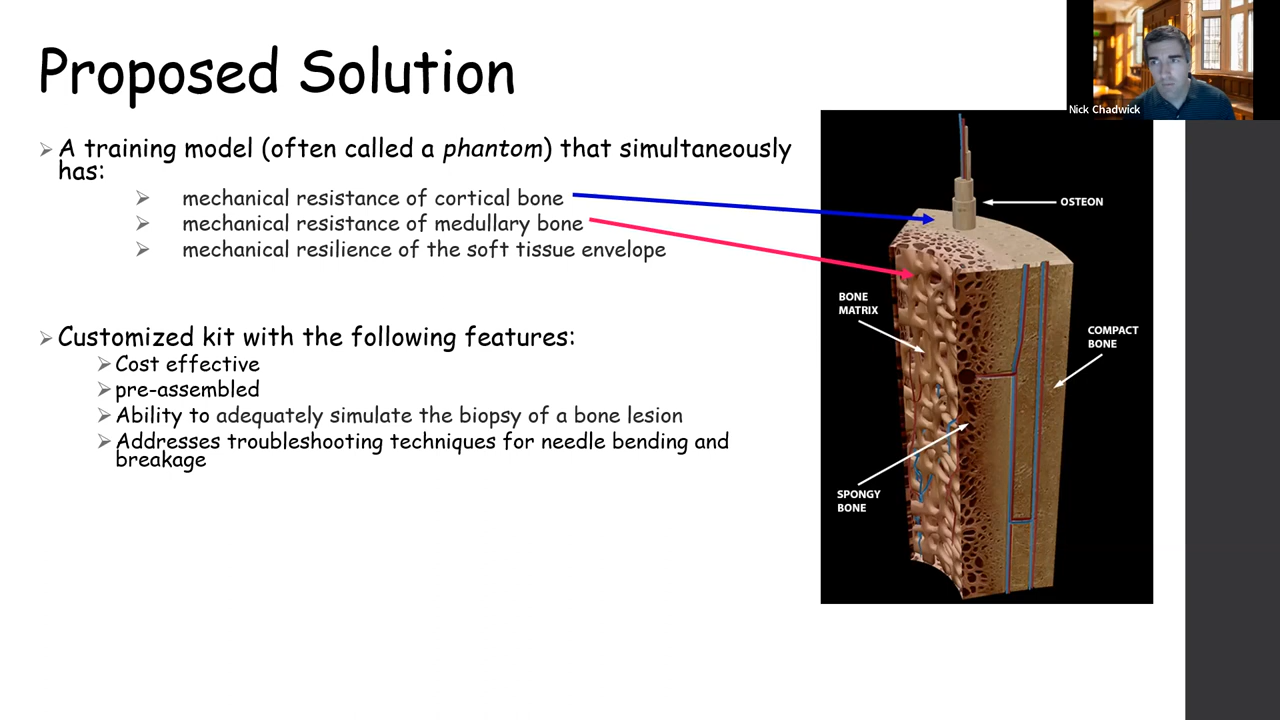 Proposed Solution
A training model (often called a phantom) that simultaneously
has:
mechanical resistance of cortical bone
mechanical resistance of medullary bone
mechanical resilience of the soft tissue envelope
Customized kit with the following features:
Cost effective
pre-assembled
Ability to adequately simulate the biopsy of a bone lesion
Addresses troubleshooting techniques for needle bending and
breakage
Nick Chadwick
OSTEON
BONE
MATRIX
COMPACT
BONE
SPONGY
BONE